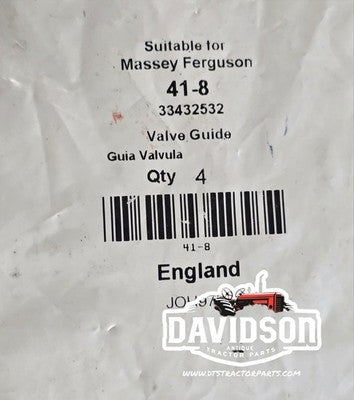 Suitable for
Massey Ferguson
41-8
33432532
Valve Guide
Guia Valvula
Qty 4
41-8
England
DAVIDSON
ANTIQUE
TRACTOR PARTS
WWW.DTSTRACTORPARTS.COM